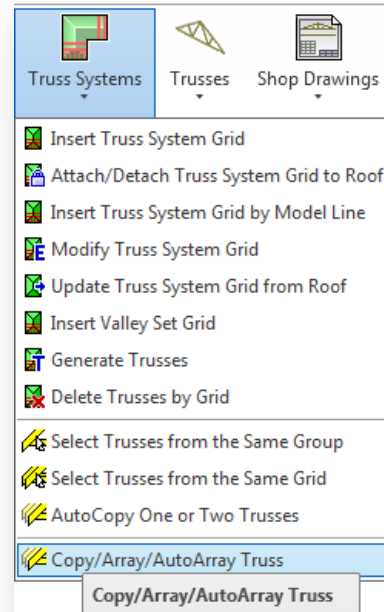 Truss Systems
Trusses
Shop Drawings
Insert Truss System Grid
Attach/Detach Truss System Grid to Roof
Insert Truss System Grid by Model Line
Modify Truss System Grid
Update Truss System Grid from Roof
Insert Valley Set Grid
Generate Trusses
Delete Trusses by Grid
Select Trusses from the Same Group
Select Trusses from the Same Grid
AutoCopy One or Two Trusses
Copy/Array/AutoArray Truss
Copy/Array/AutoArray Truss